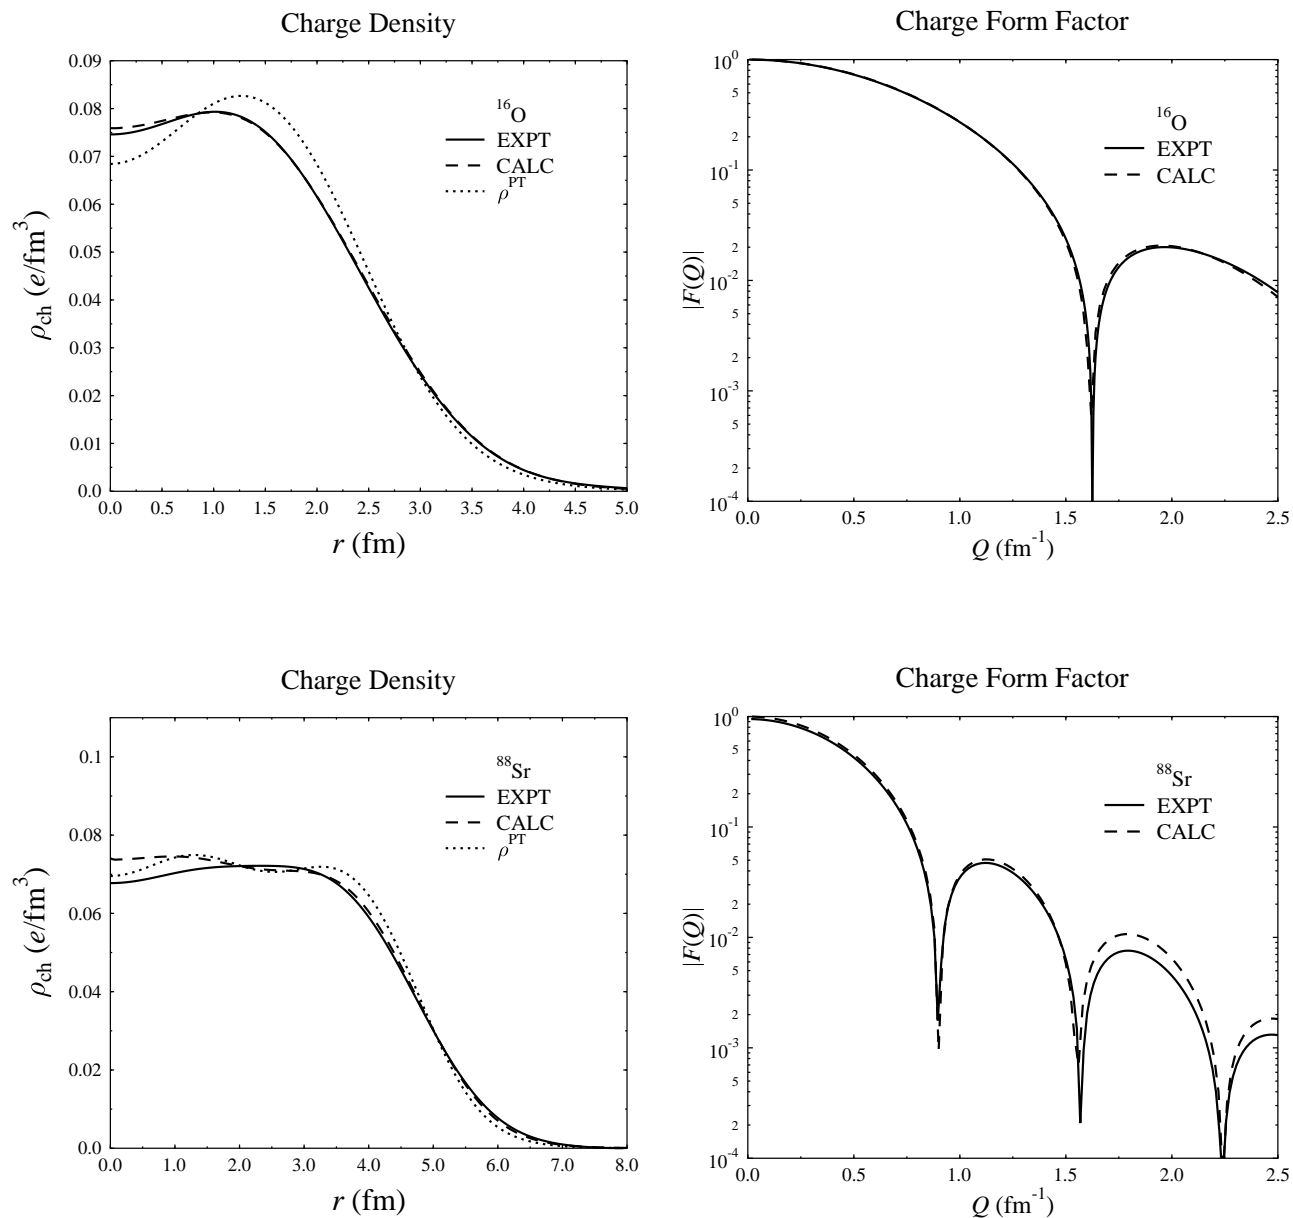 Charge Density
0.09
0.08
0.07
0.06
0.05
0.04
0.03
0.02
0.01
0.0
ρch (e/fm³)
¹⁶O
EXPT
CALC
ρᴾᵀ
0.0 0.5 1.0 1.5 2.0 2.5 3.0 3.5 4.0 4.5 5.0
r (fm)
Charge Form Factor
10⁰
5
2
10⁻¹
5
2
10⁻²
5
2
10⁻³
5
2
10⁻⁴
|F(Q)|
¹⁶O
EXPT
CALC
0.0 0.5 1.0 1.5 2.0 2.5
Q (fm⁻¹)
Charge Density
0.1
0.08
0.06
0.04
0.02
0.0
ρch (e/fm³)
⁸⁸Sr
EXPT
CALC
ρᴾᵀ
0.0 1.0 2.0 3.0 4.0 5.0 6.0 7.0 8.0
r (fm)
Charge Form Factor
10⁰
5
2
10⁻¹
5
2
10⁻²
5
2
10⁻³
5
2
10⁻⁴
|F(Q)|
⁸⁸Sr
EXPT
CALC
0.0 0.5 1.0 1.5 2.0 2.5
Q (fm⁻¹)